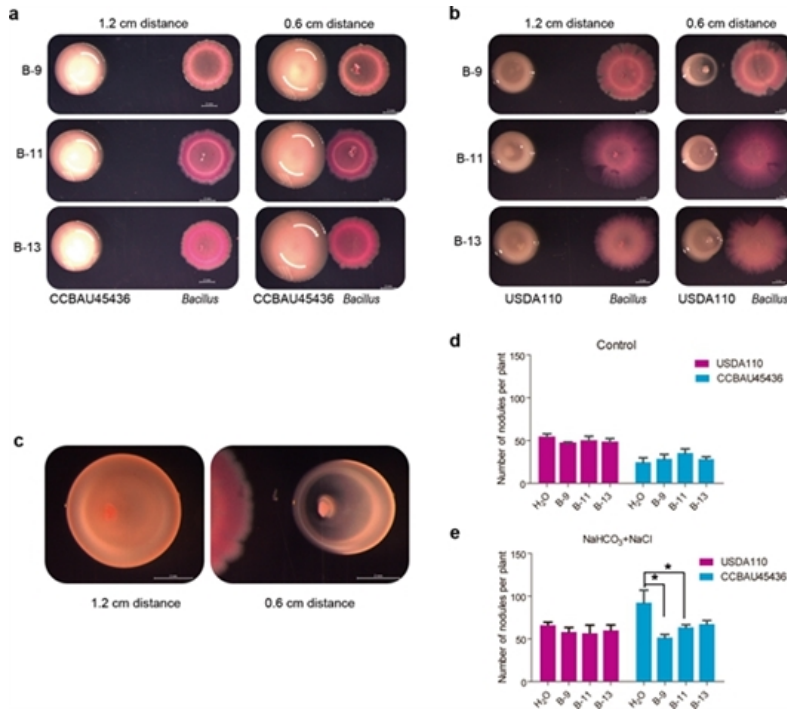 a
1.2 cm distance
0.6 cm distance
B-9
B-11
B-13
CCBAU45436
Bacillus
CCBAU45436
Bacillus
b
1.2 cm distance
0.6 cm distance
B-9
B-11
B-13
USDA110
Bacillus
USDA110
Bacillus
c
1.2 cm distance
0.6 cm distance
d
Control
USDA110
CCBAU45436
Number of nodules per plant
150
100
50
0
H₂O
B-9
B-11
B-13
H₂O
B-9
B-11
B-13
e
NaHCO₃+NaCl
USDA110
CCBAU45436
Number of nodules per plant
150
100
50
0
*
*
H₂O
B-9
B-11
B-13
H₂O
B-9
B-11
B-13